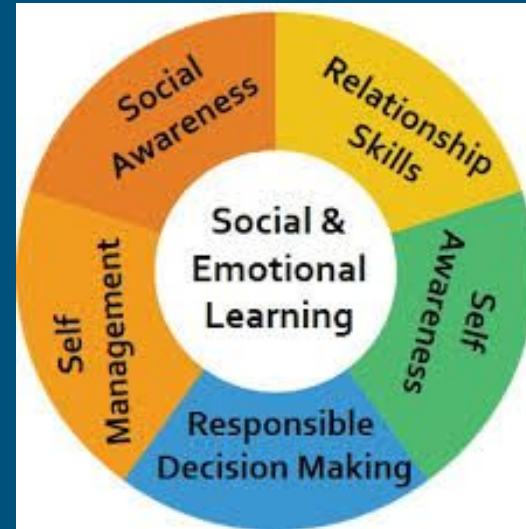 Social
Awareness
Relationship
Skills
Social &
Emotional
Learning
Self
Management
Self
Awareness
Responsible
Decision Making